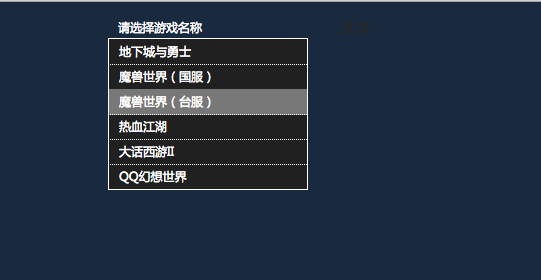 请选择游戏名称
地下城与勇士
魔兽世界（国服）
魔兽世界（台服）
热血江湖
大话西游II
QQ幻想世界